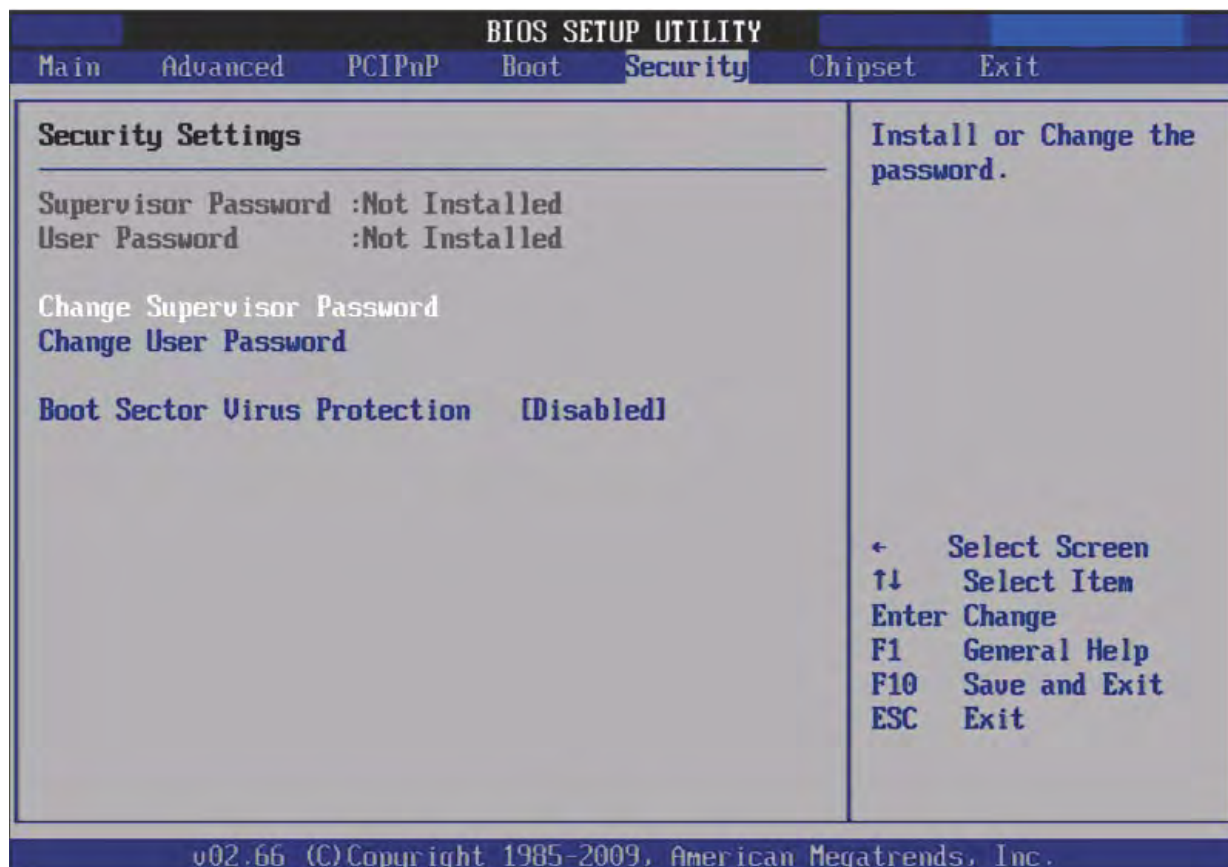 BIOS SETUP UTILITY
Main Advanced PCIPnP Boot Security Chipset Exit
Security Settings
Supervisor Password :Not Installed
User Password :Not Installed
Change Supervisor Password
Change User Password
Boot Sector Virus Protection [Disabled]
Install or Change the
password.
← Select Screen
↑↓ Select Item
Enter Change
F1 General Help
F10 Save and Exit
ESC Exit
v02.66 (C)Copyright 1985-2009, American Megatrends, Inc.